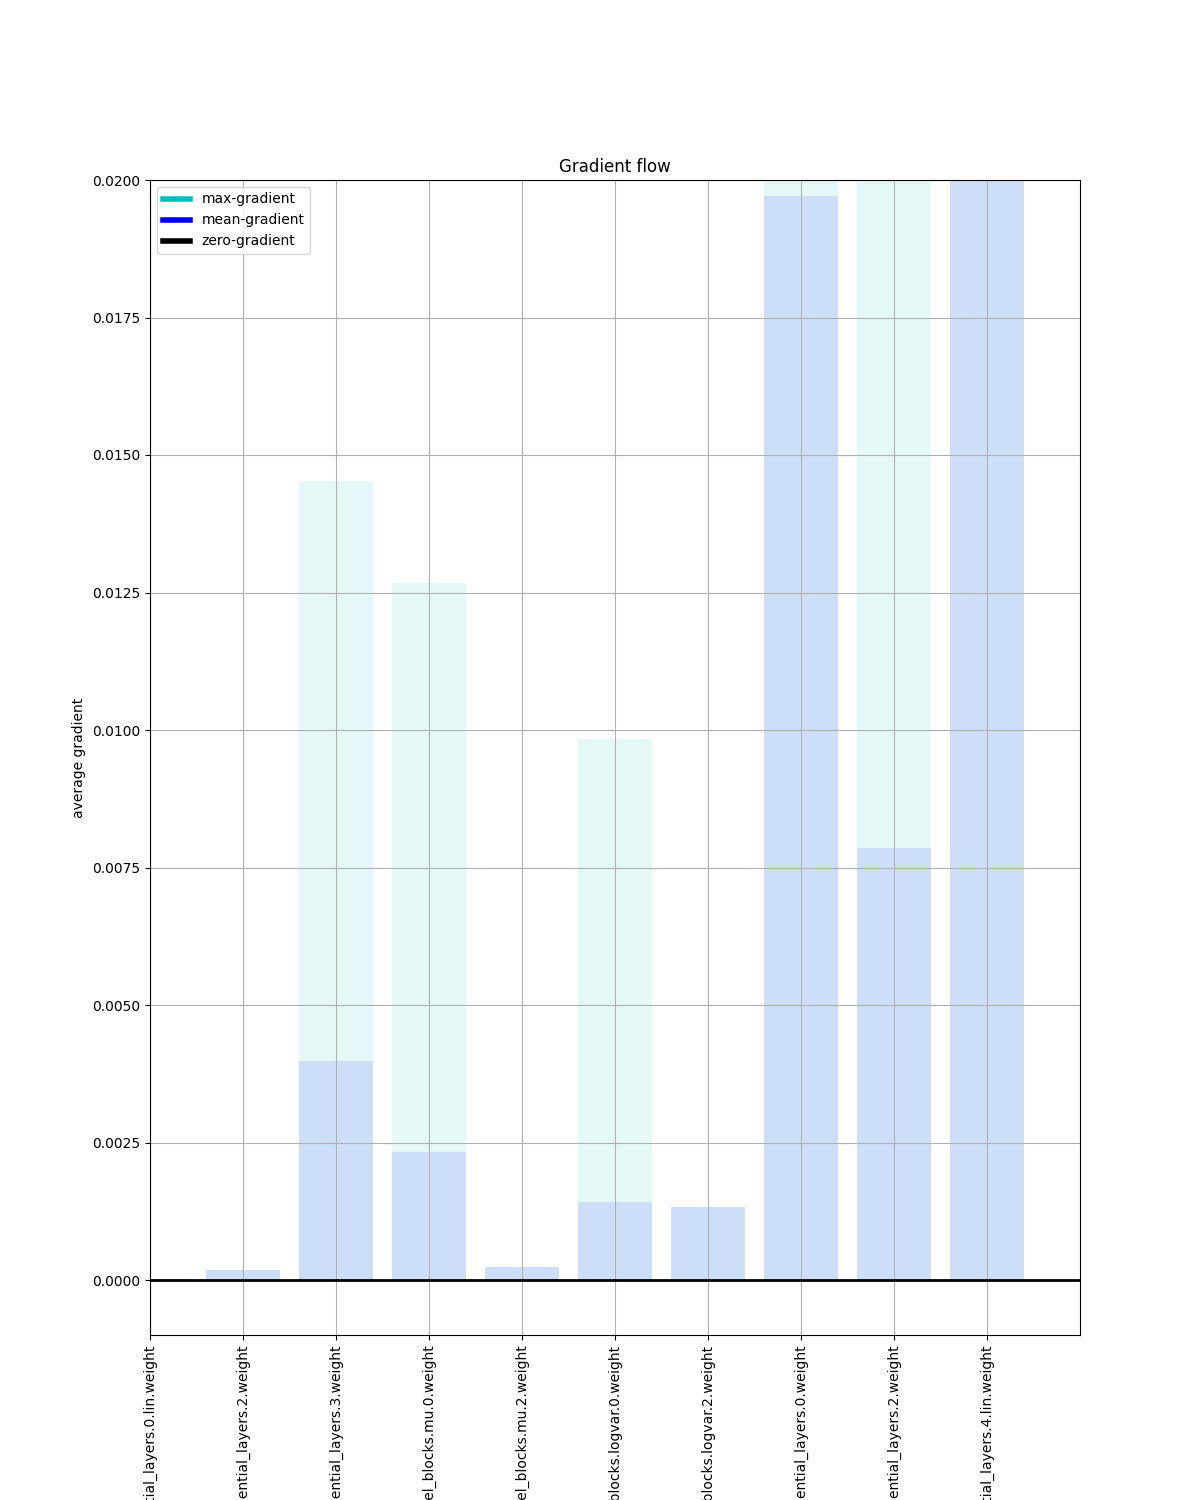 Gradient flow
max-gradient
mean-gradient
zero-gradient
average gradient
0.0200
0.0175
0.0150
0.0125
0.0100
0.0075
0.0050
0.0025
0.0000
tial_layers.0.lin.weight
ential_layers.2.weight
ential_layers.3.weight
el_blocks.mu.0.weight
el_blocks.mu.2.weight
blocks.logvar.0.weight
blocks.logvar.2.weight
ential_layers.0.weight
ential_layers.2.weight
tial_layers.4.lin.weight